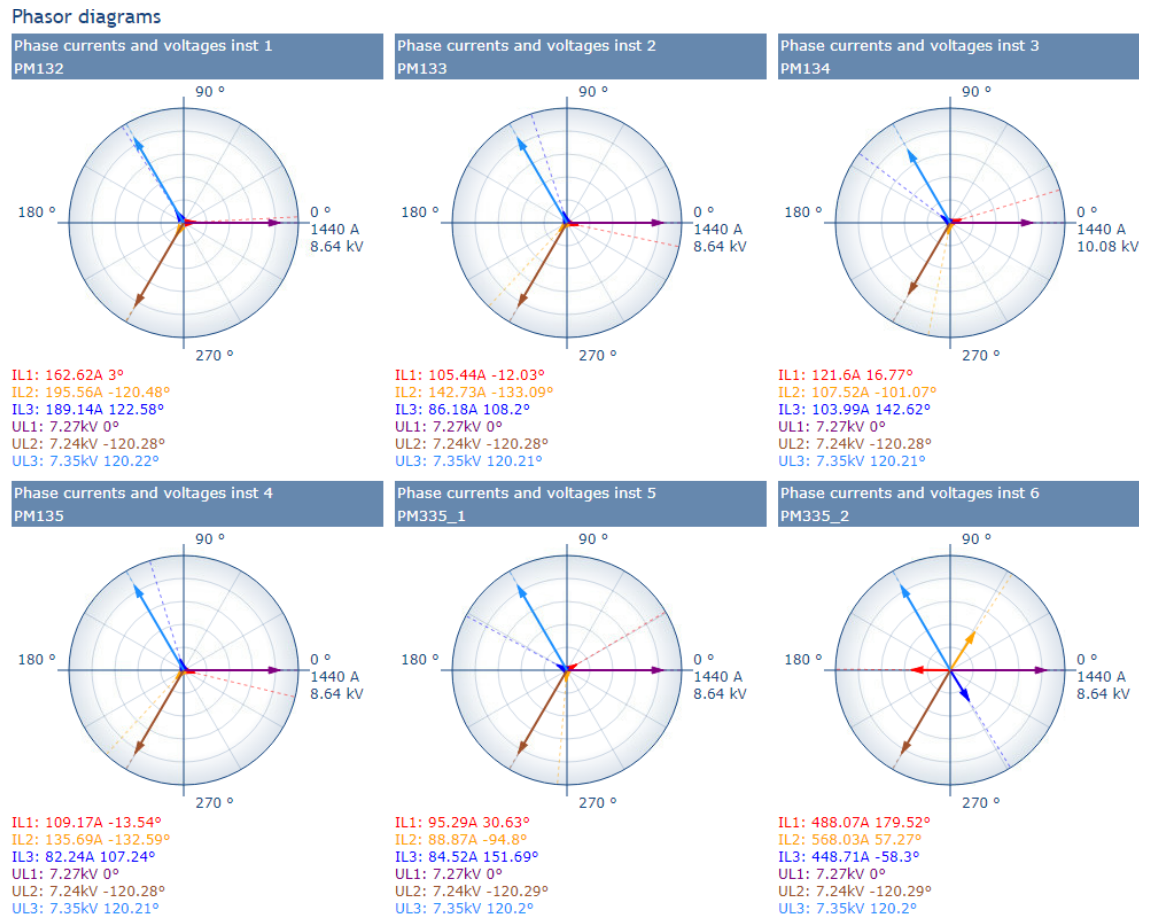 Phasor diagrams
Phase currents and voltages inst 1
PM132
90 °
180 °
0 °
1440 A
8.64 kV
270 °
IL1: 162.62A 3°
IL2: 195.56A -120.48°
IL3: 189.14A 122.58°
UL1: 7.27kV 0°
UL2: 7.24kV -120.28°
UL3: 7.35kV 120.22°
Phase currents and voltages inst 2
PM133
90 °
180 °
0 °
1440 A
8.64 kV
270 °
IL1: 105.44A -12.03°
IL2: 142.73A -133.09°
IL3: 86.18A 108.2°
UL1: 7.27kV 0°
UL2: 7.24kV -120.28°
UL3: 7.35kV 120.21°
Phase currents and voltages inst 3
PM134
90 °
180 °
0 °
1440 A
10.08 kV
270 °
IL1: 121.6A 16.77°
IL2: 107.52A -101.07°
IL3: 103.99A 142.62°
UL1: 7.27kV 0°
UL2: 7.24kV -120.28°
UL3: 7.35kV 120.21°
Phase currents and voltages inst 4
PM135
90 °
180 °
0 °
1440 A
8.64 kV
270 °
IL1: 109.17A -13.54°
IL2: 135.69A -132.59°
IL3: 82.24A 107.24°
UL1: 7.27kV 0°
UL2: 7.24kV -120.28°
UL3: 7.35kV 120.21°
Phase currents and voltages inst 5
PM335_1
90 °
180 °
0 °
1440 A
8.64 kV
270 °
IL1: 95.29A 30.63°
IL2: 88.87A -94.8°
IL3: 84.52A 151.69°
UL1: 7.27kV 0°
UL2: 7.24kV -120.29°
UL3: 7.35kV 120.2°
Phase currents and voltages inst 6
PM335_2
90 °
180 °
0 °
1440 A
8.64 kV
270 °
IL1: 488.07A 179.52°
IL2: 568.03A 57.27°
IL3: 448.71A -58.3°
UL1: 7.27kV 0°
UL2: 7.24kV -120.29°
UL3: 7.35kV 120.2°